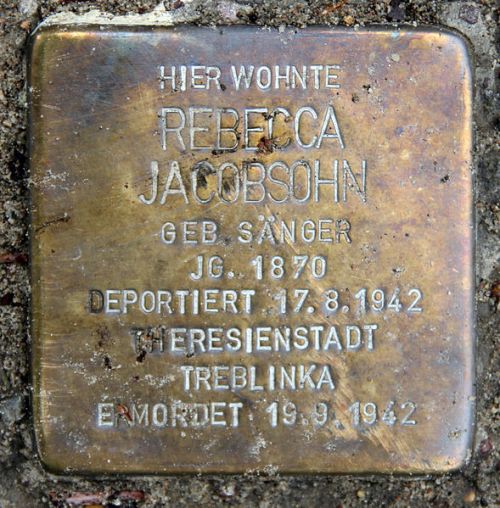 HIER WOHNTE
REBECCA
JACOBSOHN
GEB. SÄNGER
JG. 1870
DEPORTIERT 17.8.1942
THERESIENSTADT
TREBLINKA
ERMORDET 19.9.1942